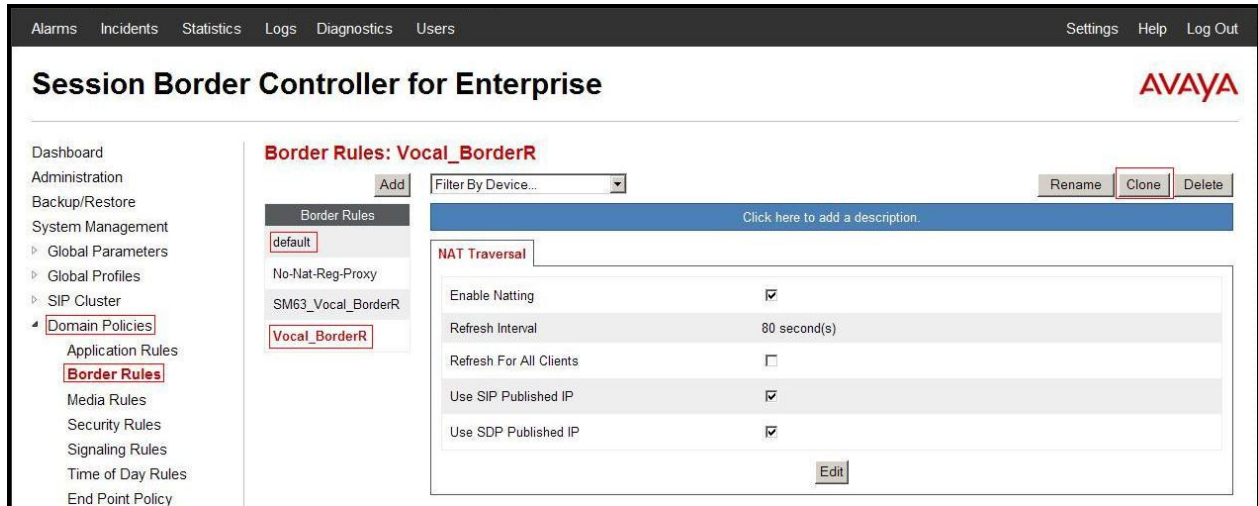 Alarms Incidents Statistics Logs Diagnostics Users Settings Help Log Out
Session Border Controller for Enterprise
AVAYA
Dashboard
Administration
Backup/Restore
System Management
Global Parameters
Global Profiles
SIP Cluster
Domain Policies
Application Rules
Border Rules
Media Rules
Security Rules
Signaling Rules
Time of Day Rules
End Point Policy
Border Rules: Vocal_BorderR
Add
Filter By Device...
Rename Clone Delete
Border Rules
default
No-Nat-Reg-Proxy
SM63_Vocal_BorderR
Vocal_BorderR
Click here to add a description.
NAT Traversal
Enable Natting
Refresh Interval 80 second(s)
Refresh For All Clients
Use SIP Published IP
Use SDP Published IP
Edit